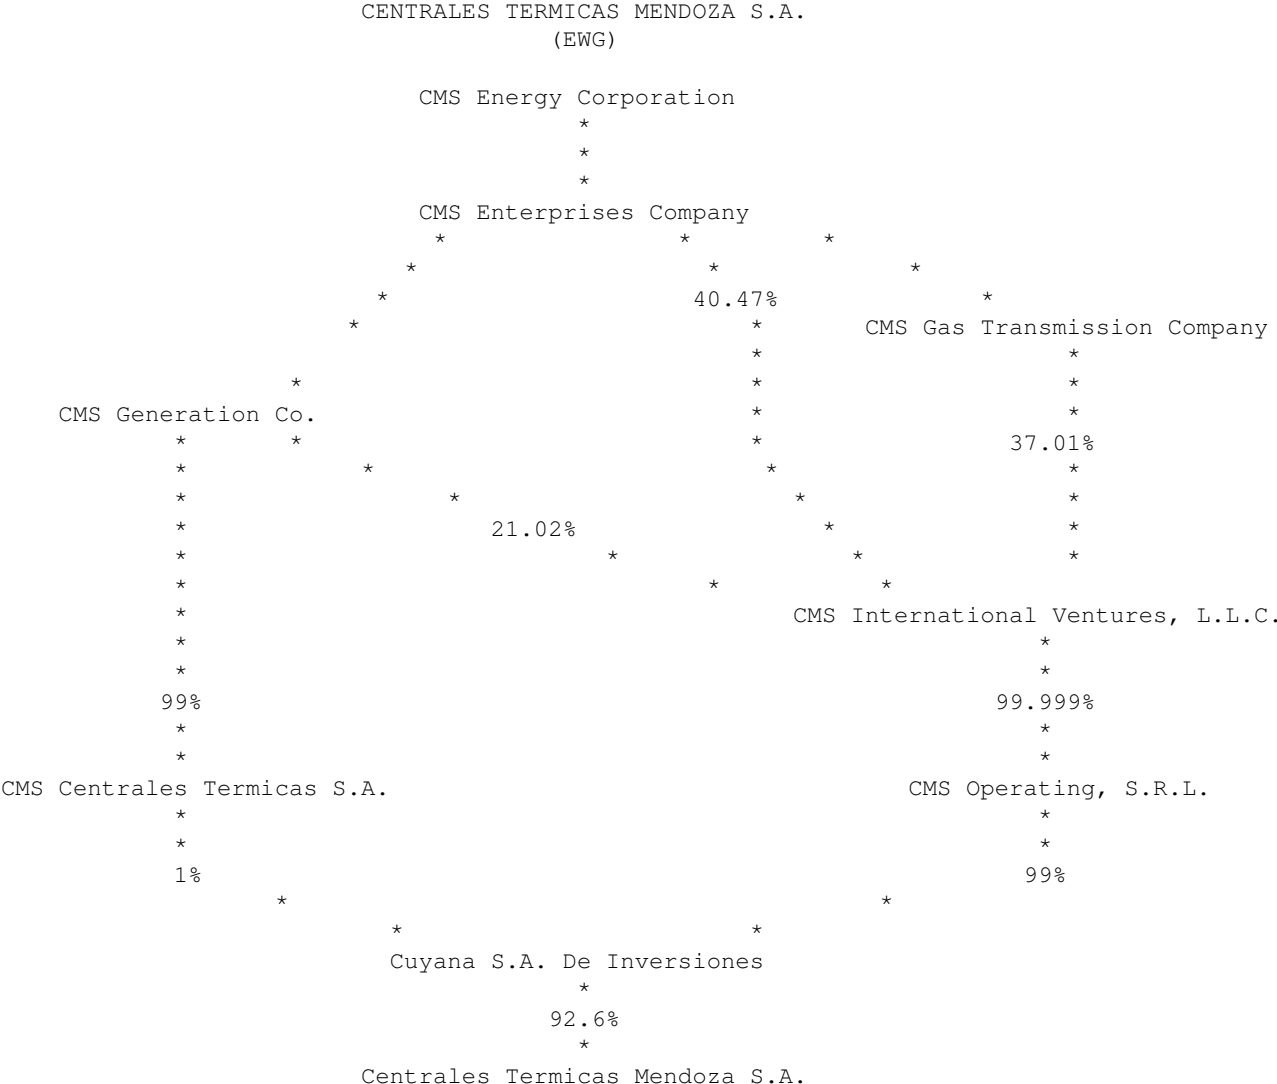 CENTRALES TERMICAS MENDOZA S.A.
(EWG)
CMS Energy Corporation
*
*
*
CMS Enterprises Company
* * *
* * *
* 40.47% *
* * CMS Gas Transmission Company
* *
* * *
CMS Generation Co. * *
* * * 37.01%
* * * *
* * * *
* 21.02% * *
* * * *
* * *
* CMS International Ventures, L.L.C.
* *
* *
99% 99.999%
* *
* *
CMS Centrales Termicas S.A. CMS Operating, S.R.L.
* *
* *
1% 99%
* *
* *
Cuyana S.A. De Inversiones
*
92.6%
*
Centrales Termicas Mendoza S.A.